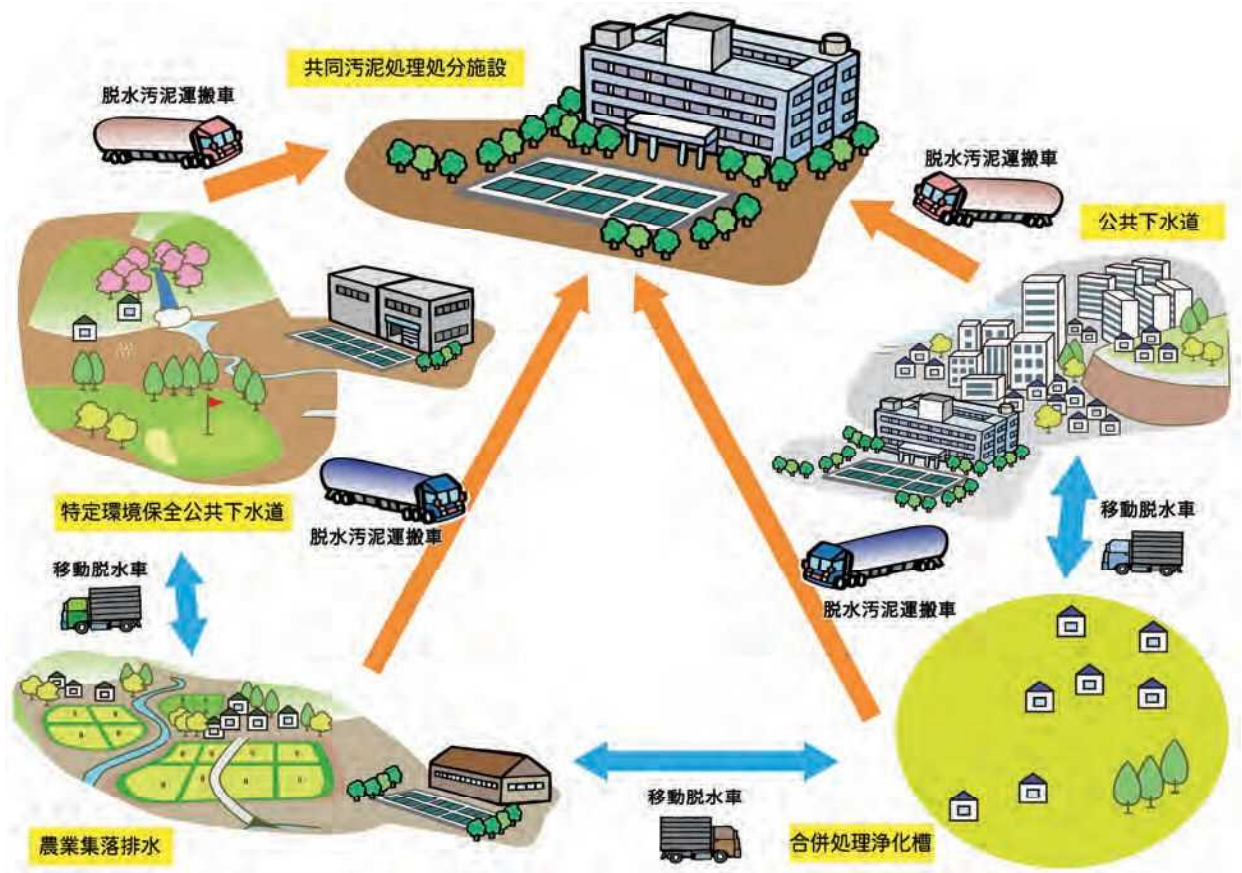 共同汚泥処理処分施設
脱水汚泥運搬車
脱水汚泥運搬車
公共下水道
特定環境保全公共下水道
脱水汚泥運搬車
移動脱水車
脱水汚泥運搬車
移動脱水車
農業集落排水
移動脱水車
合併処理浄化槽